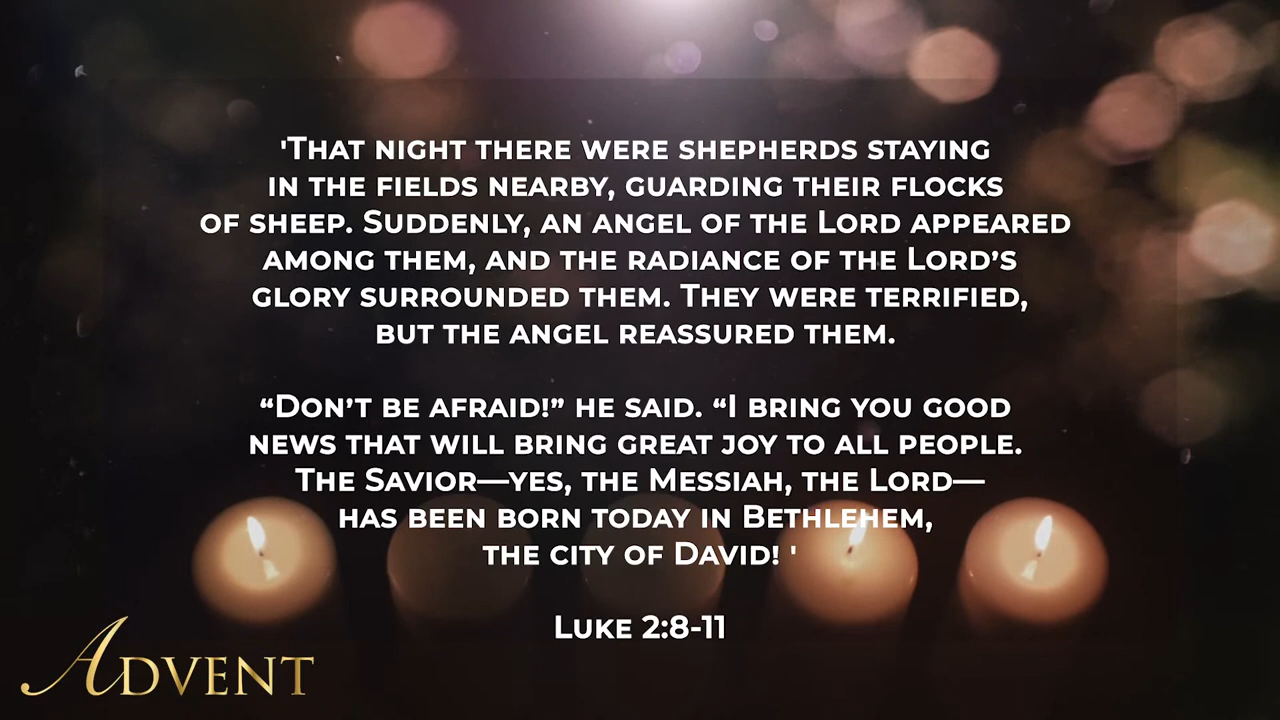 'That night there were shepherds staying
in the fields nearby, guarding their flocks
of sheep. Suddenly, an angel of the Lord appeared
among them, and the radiance of the Lord’s
glory surrounded them. They were terrified,
but the angel reassured them.
“Don’t be afraid!” he said. “I bring you good
news that will bring great joy to all people.
The Savior—yes, the Messiah, the Lord—
has been born today in Bethlehem,
the city of David! '
Luke 2:8-11
Advent